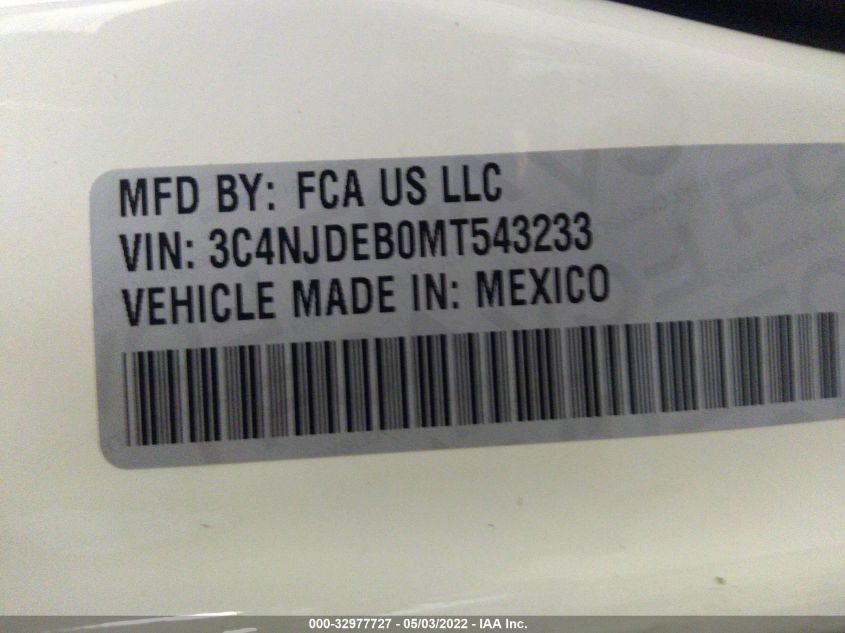 MFD BY: FCA US LLC
VIN: 3C4NJDEB0MT543233
VEHICLE MADE IN: MEXICO
000-32977727 - 05/03/2022 - IAA Inc.